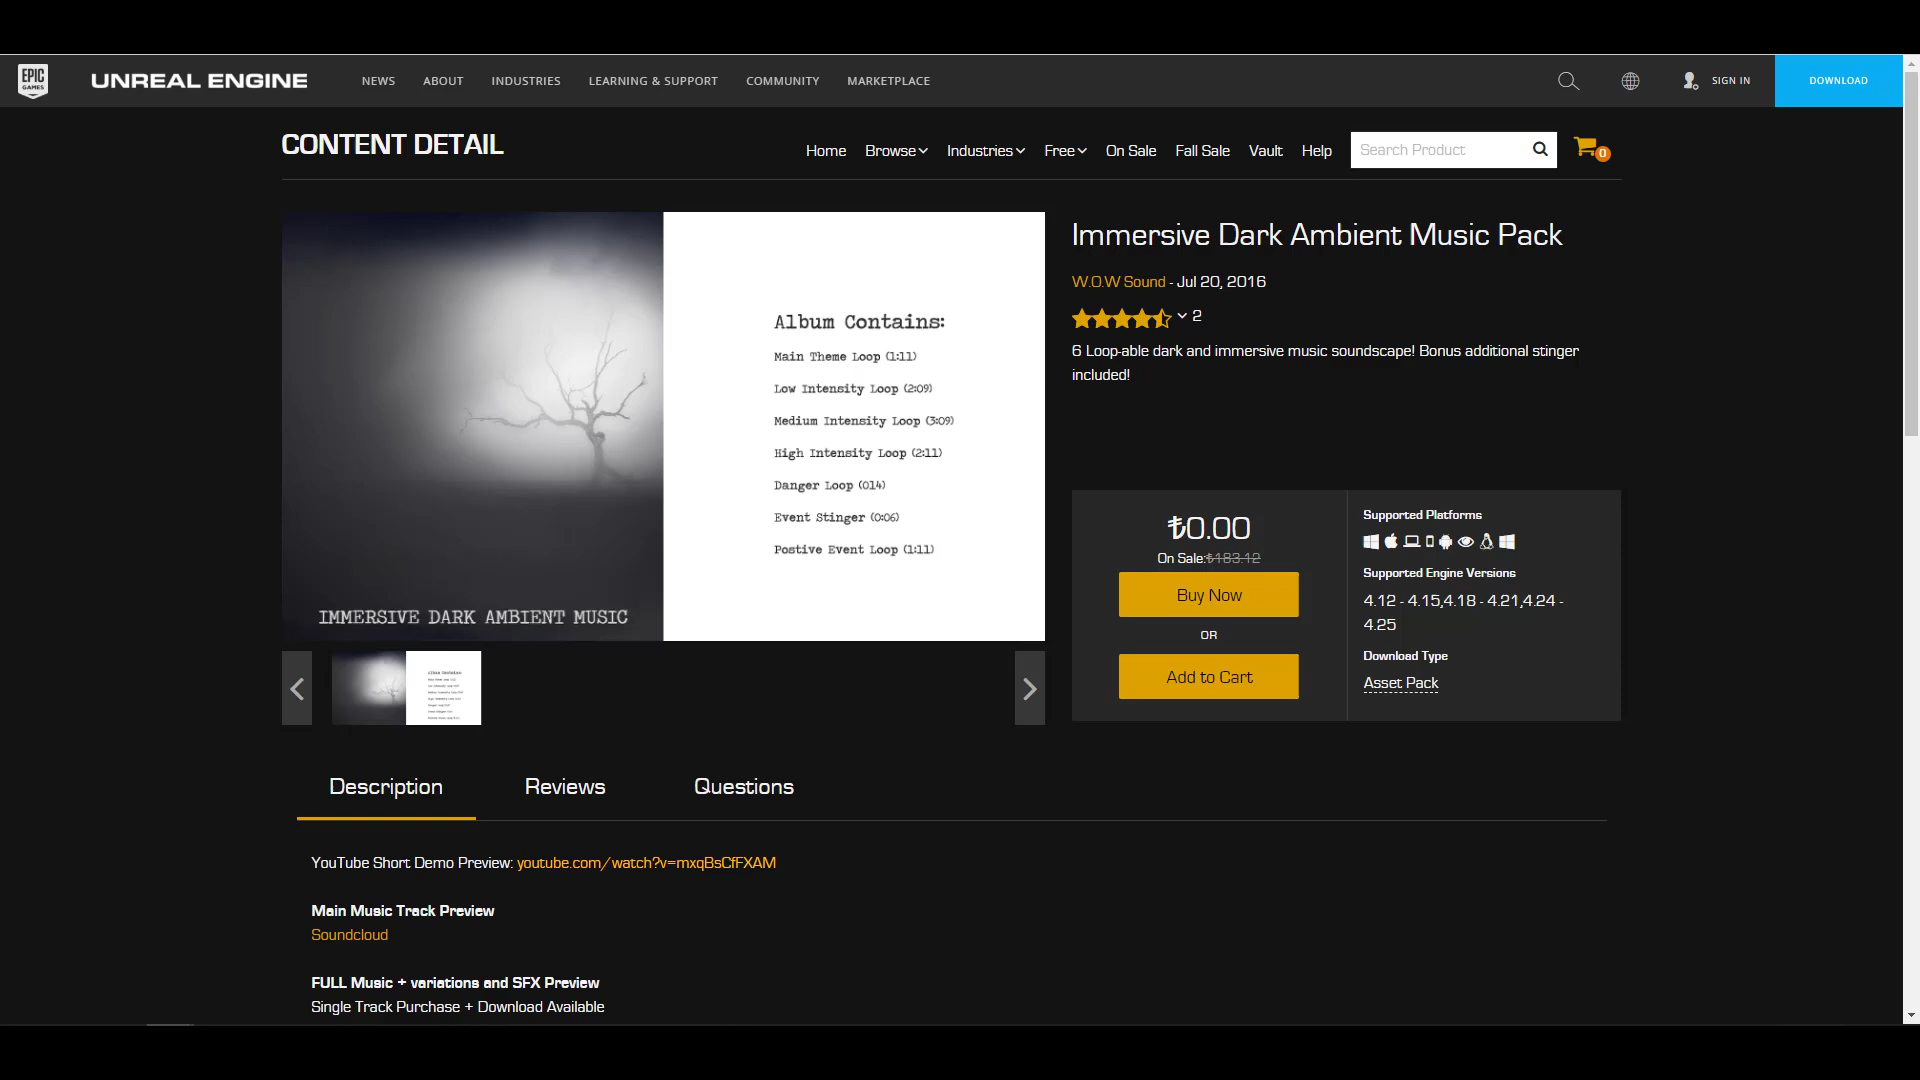 EPIC GAMES
UNREAL ENGINE
NEWS
ABOUT
INDUSTRIES
LEARNING & SUPPORT
COMMUNITY
MARKETPLACE
SIGN IN
DOWNLOAD
CONTENT DETAIL
Home
Browse
Industries
Free
On Sale
Fall Sale
Vault
Help
Search Product
0
Album Contains:
Main Theme Loop (1:11)
Low Intensity Loop (2:09)
Medium Intensity Loop (3:09)
High Intensity Loop (2:11)
Danger Loop (014)
Event Stinger (0:06)
Postive Event Loop (1:11)
IMMERSIVE DARK AMBIENT MUSIC
Immersive Dark Ambient Music Pack
W.O.W Sound - Jul 20, 2016
2
6 Loop-able dark and immersive music soundscape! Bonus additional stinger
included!
₺0.00
On Sale:₺183.12
Buy Now
OR
Add to Cart
Supported Platforms
Supported Engine Versions
4.12 - 4.15,4.18 - 4.21,4.24 -
4.25
Download Type
Asset Pack
Description
Reviews
Questions
YouTube Short Demo Preview: youtube.com/watch?v=mxqBsCfFXAM
Main Music Track Preview
Soundcloud
FULL Music + variations and SFX Preview
Single Track Purchase + Download Available